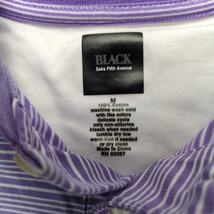 BLACK
Saks Fifth Avenue
M
100% Cotton
machine wash cold
with like colors
delicate cycle
only non-chlorine
bleach when needed
tumble dry low
warm iron if needed
or dry clean
Made in China
RN 92087